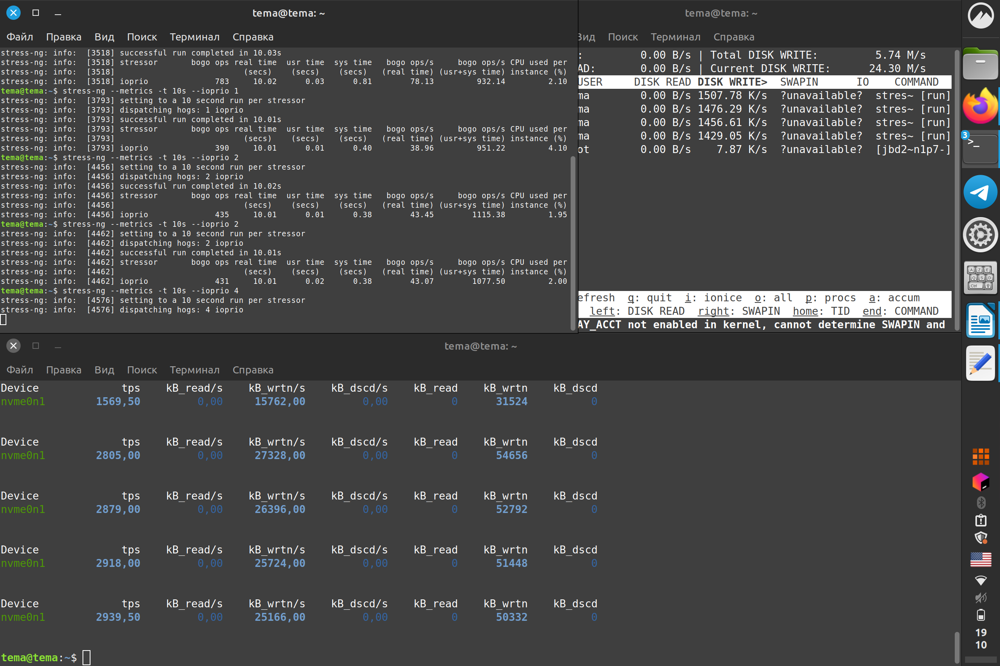 tema@tema: ~
Файл Правка Вид Поиск Терминал Справка
stress-ng: info:  [3518] successful run completed in 10.03s
stress-ng: info:  [3518] stressor       bogo ops real time  usr time  sys time   bogo ops/s     bogo ops/s CPU used per
stress-ng: info:  [3518]                           (secs)    (secs)    (secs)   (real time) (usr+sys time) instance (%)
stress-ng: info:  [3518] ioprio              783     10.02      0.03      0.81        78.13         932.14         2.10
tema@tema:~$ stress-ng --metrics -t 10s --ioprio 1
stress-ng: info:  [3793] setting to a 10 second run per stressor
stress-ng: info:  [3793] dispatching hogs: 1 ioprio
stress-ng: info:  [3793] successful run completed in 10.01s
stress-ng: info:  [3793] stressor       bogo ops real time  usr time  sys time   bogo ops/s     bogo ops/s CPU used per
stress-ng: info:  [3793]                           (secs)    (secs)    (secs)   (real time) (usr+sys time) instance (%)
stress-ng: info:  [3793] ioprio              390     10.01      0.01      0.40        38.96         951.22         4.10
tema@tema:~$ stress-ng --metrics -t 10s --ioprio 2
stress-ng: info:  [4456] setting to a 10 second run per stressor
stress-ng: info:  [4456] dispatching hogs: 2 ioprio
stress-ng: info:  [4456] successful run completed in 10.02s
stress-ng: info:  [4456] stressor       bogo ops real time  usr time  sys time   bogo ops/s     bogo ops/s CPU used per
stress-ng: info:  [4456]                           (secs)    (secs)    (secs)   (real time) (usr+sys time) instance (%)
stress-ng: info:  [4456] ioprio              435     10.01      0.01      0.38        43.45        1115.38         1.95
tema@tema:~$ stress-ng --metrics -t 10s --ioprio 2
stress-ng: info:  [4462] setting to a 10 second run per stressor
stress-ng: info:  [4462] dispatching hogs: 2 ioprio
stress-ng: info:  [4462] successful run completed in 10.01s
stress-ng: info:  [4462] stressor       bogo ops real time  usr time  sys time   bogo ops/s     bogo ops/s CPU used per
stress-ng: info:  [4462]                           (secs)    (secs)    (secs)   (real time) (usr+sys time) instance (%)
stress-ng: info:  [4462] ioprio              431     10.01      0.02      0.38        43.07        1077.50         2.00
tema@tema:~$ stress-ng --metrics -t 10s --ioprio 4
stress-ng: info:  [4576] setting to a 10 second run per stressor
stress-ng: info:  [4576] dispatching hogs: 4 ioprio
tema@tema: ~
Вид Поиск Терминал Справка
:         0.00 B/s | Total DISK WRITE:         5.74 M/s
AD:         0.00 B/s | Current DISK WRITE:      24.30 M/s
USER     DISK READ DISK WRITE>  SWAPIN      IO    COMMAND
ma        0.00 B/s 1507.78 K/s  ?unavailable?  stres~ [run]
ma        0.00 B/s 1476.29 K/s  ?unavailable?  stres~ [run]
ma        0.00 B/s 1456.61 K/s  ?unavailable?  stres~ [run]
ma        0.00 B/s 1429.05 K/s  ?unavailable?  stres~ [run]
ot        0.00 B/s    7.87 K/s  ?unavailable?  [jbd2~n1p7-]
efresh  q: quit  i: ionice  o: all  p: procs  a: accum
left: DISK READ  right: SWAPIN  home: TID  end: COMMAND
AY_ACCT not enabled in kernel, cannot determine SWAPIN and
tema@tema: ~
Файл Правка Вид Поиск Терминал Справка
Device             tps    kB_read/s    kB_wrtn/s    kB_dscd/s    kB_read    kB_wrtn    kB_dscd
nvme0n1        1569,50         0,00     15762,00         0,00          0      31524          0
Device             tps    kB_read/s    kB_wrtn/s    kB_dscd/s    kB_read    kB_wrtn    kB_dscd
nvme0n1        2805,00         0,00     27328,00         0,00          0      54656          0
Device             tps    kB_read/s    kB_wrtn/s    kB_dscd/s    kB_read    kB_wrtn    kB_dscd
nvme0n1        2879,00         0,00     26396,00         0,00          0      52792          0
Device             tps    kB_read/s    kB_wrtn/s    kB_dscd/s    kB_read    kB_wrtn    kB_dscd
nvme0n1        2918,00         0,00     25724,00         0,00          0      51448          0
Device             tps    kB_read/s    kB_wrtn/s    kB_dscd/s    kB_read    kB_wrtn    kB_dscd
nvme0n1        2939,50         0,00     25166,00         0,00          0      50332          0
tema@tema:~$
3
>_
A Z E
Q S D
Ctrl
19
10